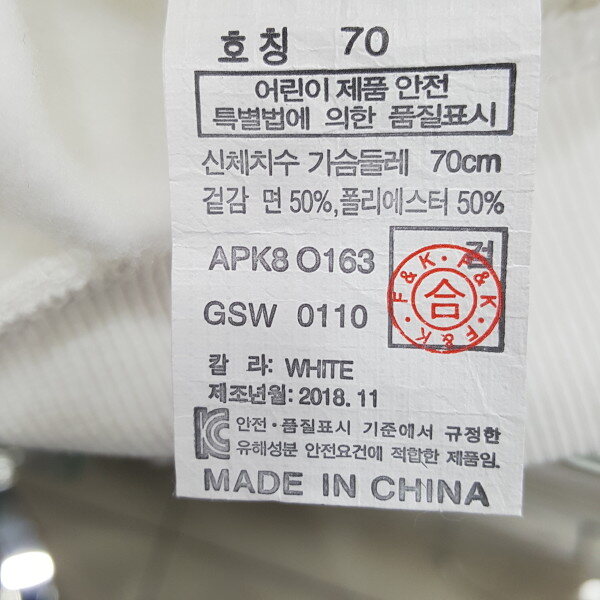 호칭 70
어린이 제품 안전
특별법에 의한 품질표시
신체치수 가슴둘레 70cm
겉감 면 50%,폴리에스터 50%
APK8 O163
검
GSW 0110
F&K · F&K · F&K ·
合
칼 라: WHITE
제조년월: 2018. 11
KC 안전·품질표시 기준에서 규정한
유해성분 안전요건에 적합한 제품임.
MADE IN CHINA